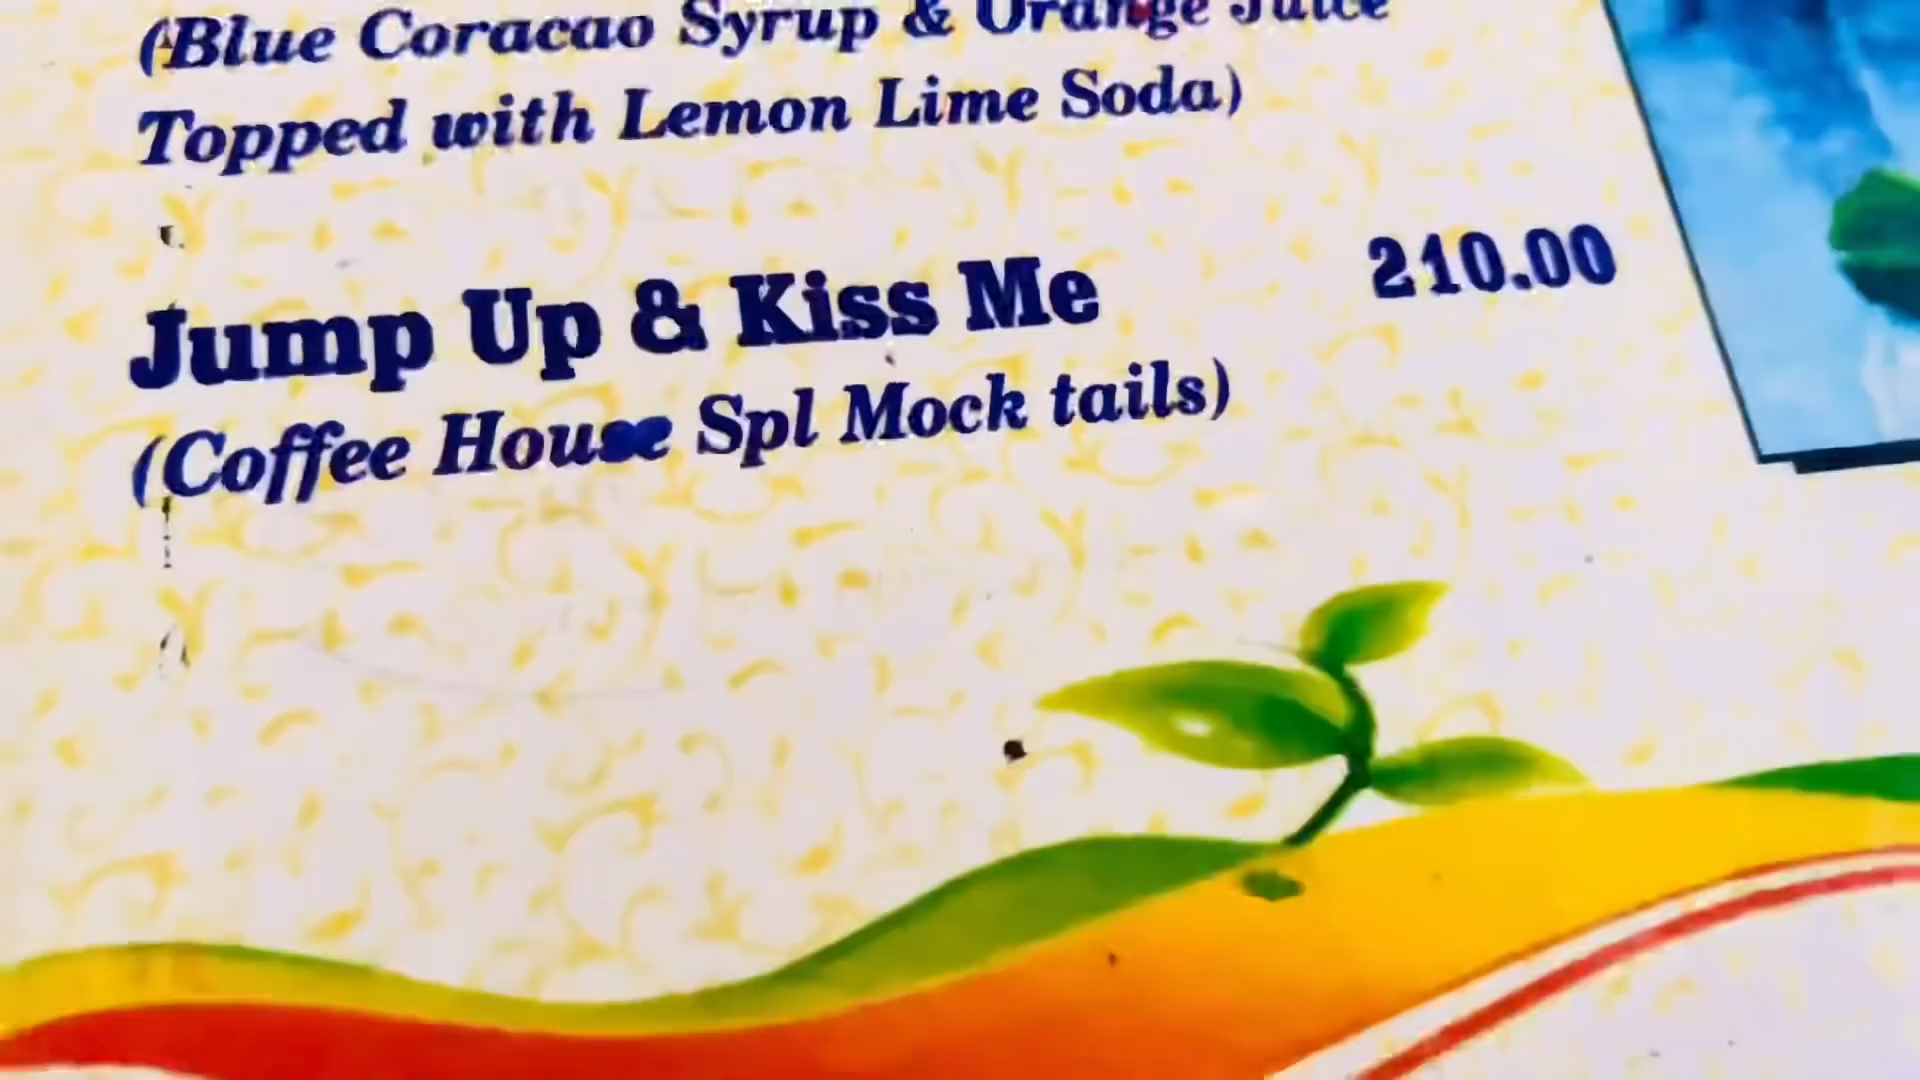 (Blue Coracao Syrup & Orange Juice
Topped with Lemon Lime Soda)
Jump Up & Kiss Me 210.00
(Coffee House Spl Mock tails)